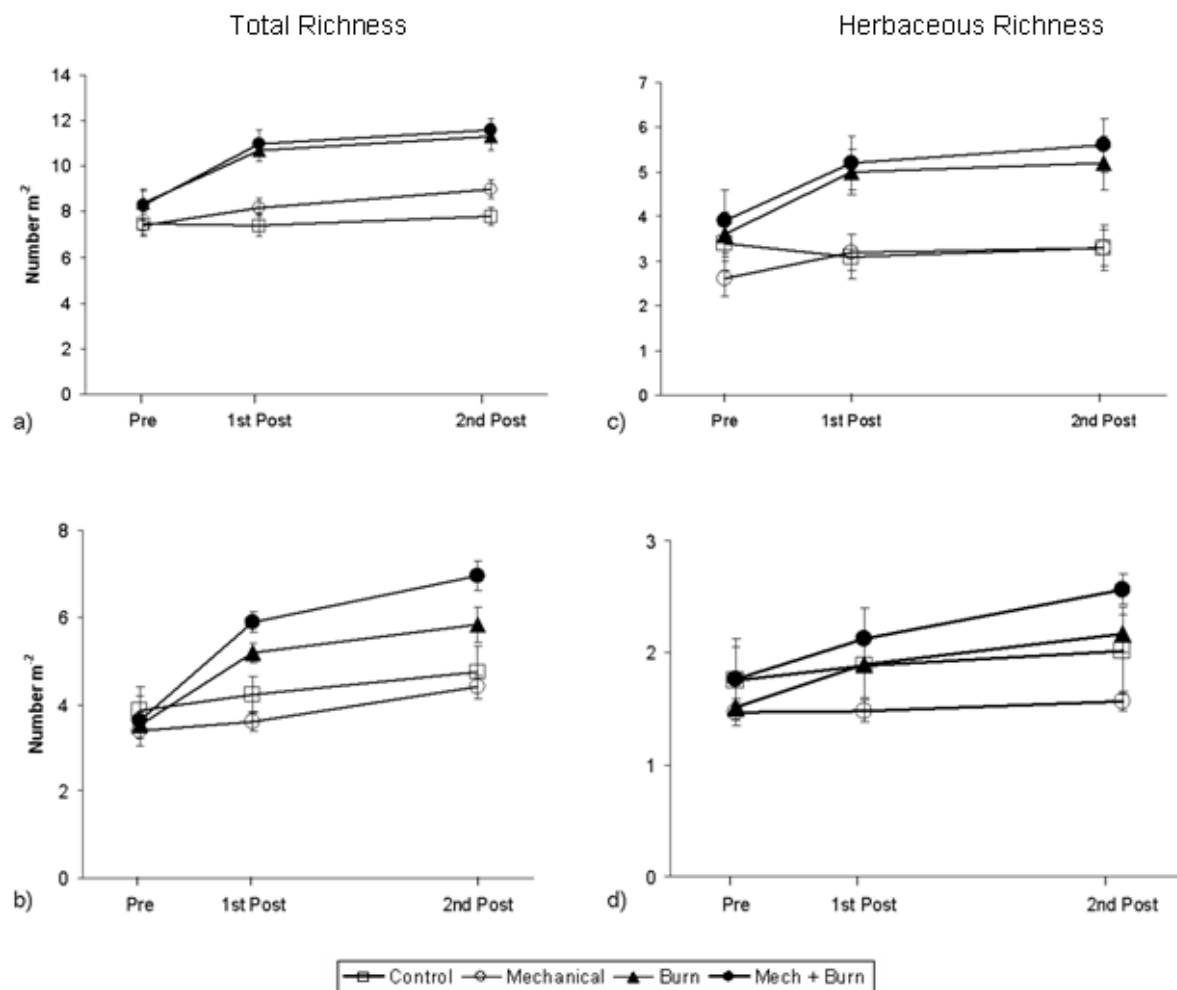 Total Richness
Herbaceous Richness
14
12
10
8
6
4
2
0
Number m⁻²
Pre
1st Post
2nd Post
a)
7
6
5
4
3
2
1
0
Pre
1st Post
2nd Post
c)
8
6
4
2
0
Number m⁻²
Pre
1st Post
2nd Post
b)
3
2
1
0
Pre
1st Post
2nd Post
d)
Control Mechanical Burn Mech + Burn